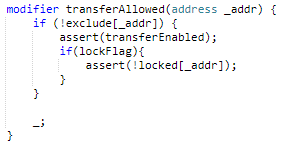 modifier transferAllowed(address _addr) {
    if (!exclude[_addr]) {
        assert(transferEnabled);
        if(lockFlag){
            assert(!locked[_addr]);
        }
    }
    _;
}